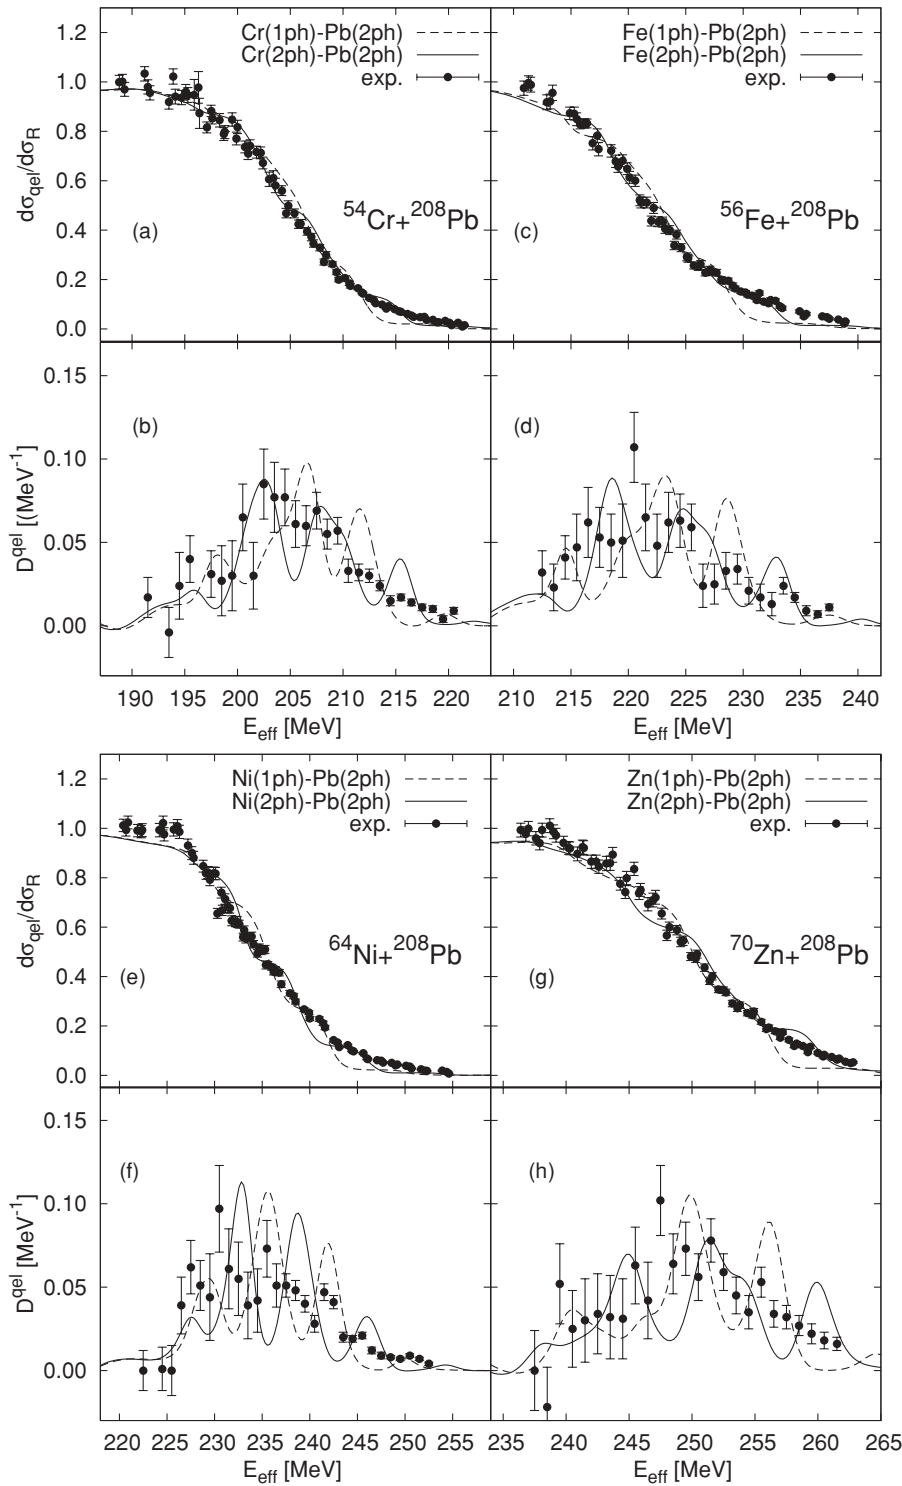 Cr(1ph)-Pb(2ph)
Cr(2ph)-Pb(2ph)
exp.
Fe(1ph)-Pb(2ph)
Fe(2ph)-Pb(2ph)
exp.
1.2
1.0
0.8
0.6
0.4
0.2
0.0
dσqel/dσR
(a)
54Cr+208Pb
(c)
56Fe+208Pb
0.15
0.10
0.05
0.00
Dqel [(MeV-1]
(b)
(d)
190 195 200 205 210 215 220
210 215 220 225 230 235 240
Eeff [MeV]
Eeff [MeV]
Ni(1ph)-Pb(2ph)
Ni(2ph)-Pb(2ph)
exp.
Zn(1ph)-Pb(2ph)
Zn(2ph)-Pb(2ph)
exp.
1.2
1.0
0.8
0.6
0.4
0.2
0.0
dσqel/dσR
(e)
64Ni+208Pb
(g)
70Zn+208Pb
0.15
0.10
0.05
0.00
Dqel [MeV-1]
(f)
(h)
220 225 230 235 240 245 250 255
235 240 245 250 255 260 265
Eeff [MeV]
Eeff [MeV]